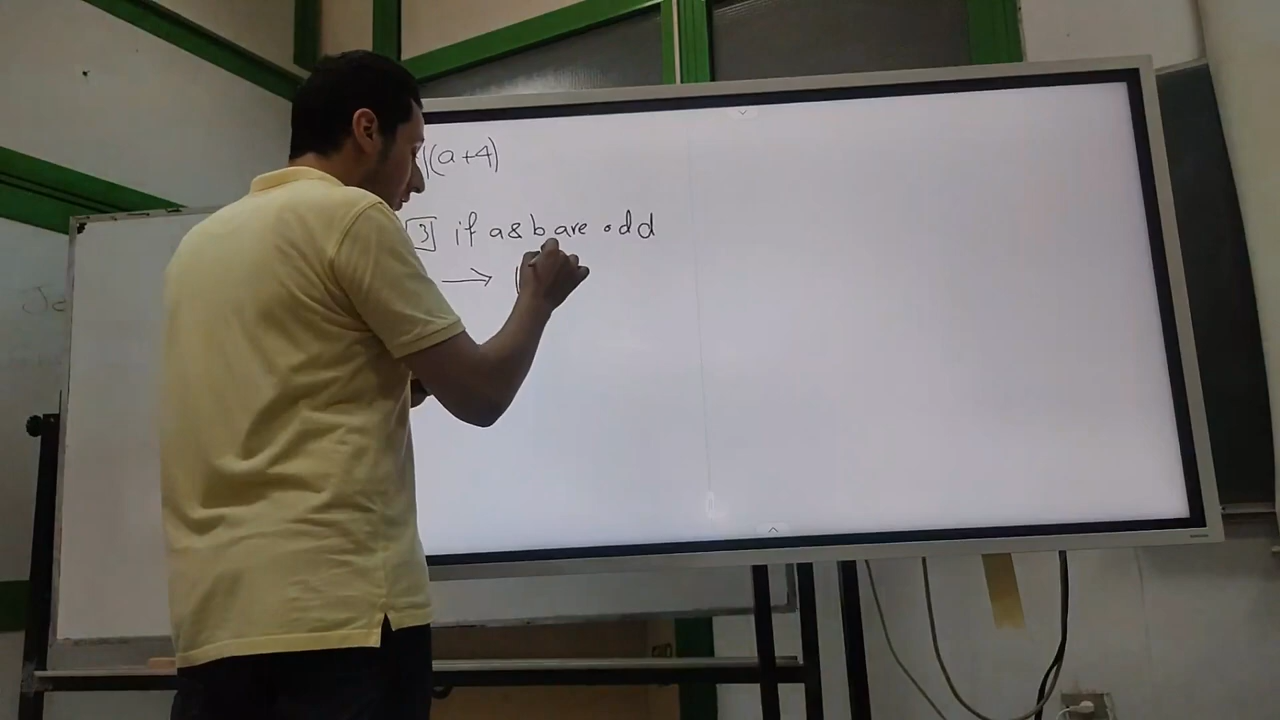 |(a+4)
[3] if a & b are odd
→ (